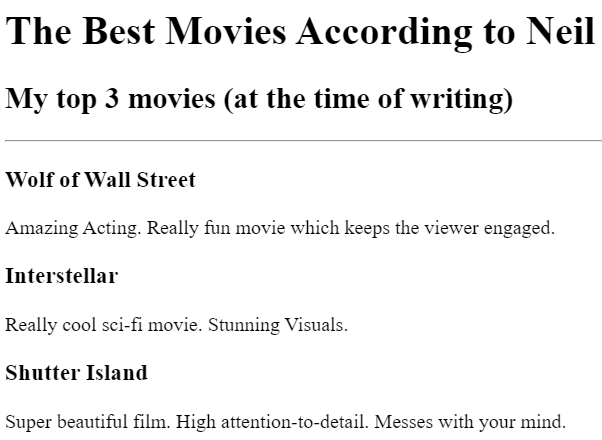 The Best Movies According to Neil
My top 3 movies (at the time of writing)
Wolf of Wall Street
Amazing Acting. Really fun movie which keeps the viewer engaged.
Interstellar
Really cool sci-fi movie. Stunning Visuals.
Shutter Island
Super beautiful film. High attention-to-detail. Messes with your mind.